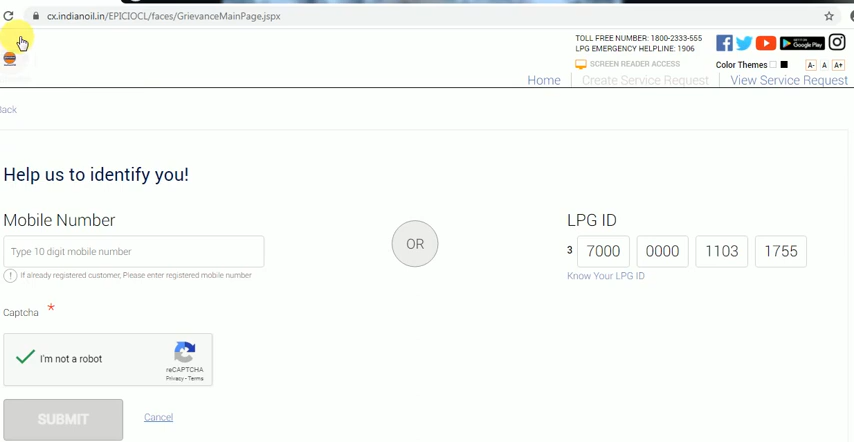 cx.indianoil.in/EPICIOCL/faces/GrievanceMainPage.jspx
TOLL FREE NUMBER: 1800-2333-555
LPG EMERGENCY HELPLINE: 1906
Google Play
SCREEN READER ACCESS
Color Themes
A- A A+
Home Create Service Request View Service Request
Back
Help us to identify you!
Mobile Number
LPG ID
Type 10 digit mobile number
OR
3 7000 0000 1103 1755
! If already registered customer, Please enter registered mobile number
Know Your LPG ID
Captcha *
I'm not a robot
reCAPTCHA
Privacy - Terms
SUBMIT Cancel